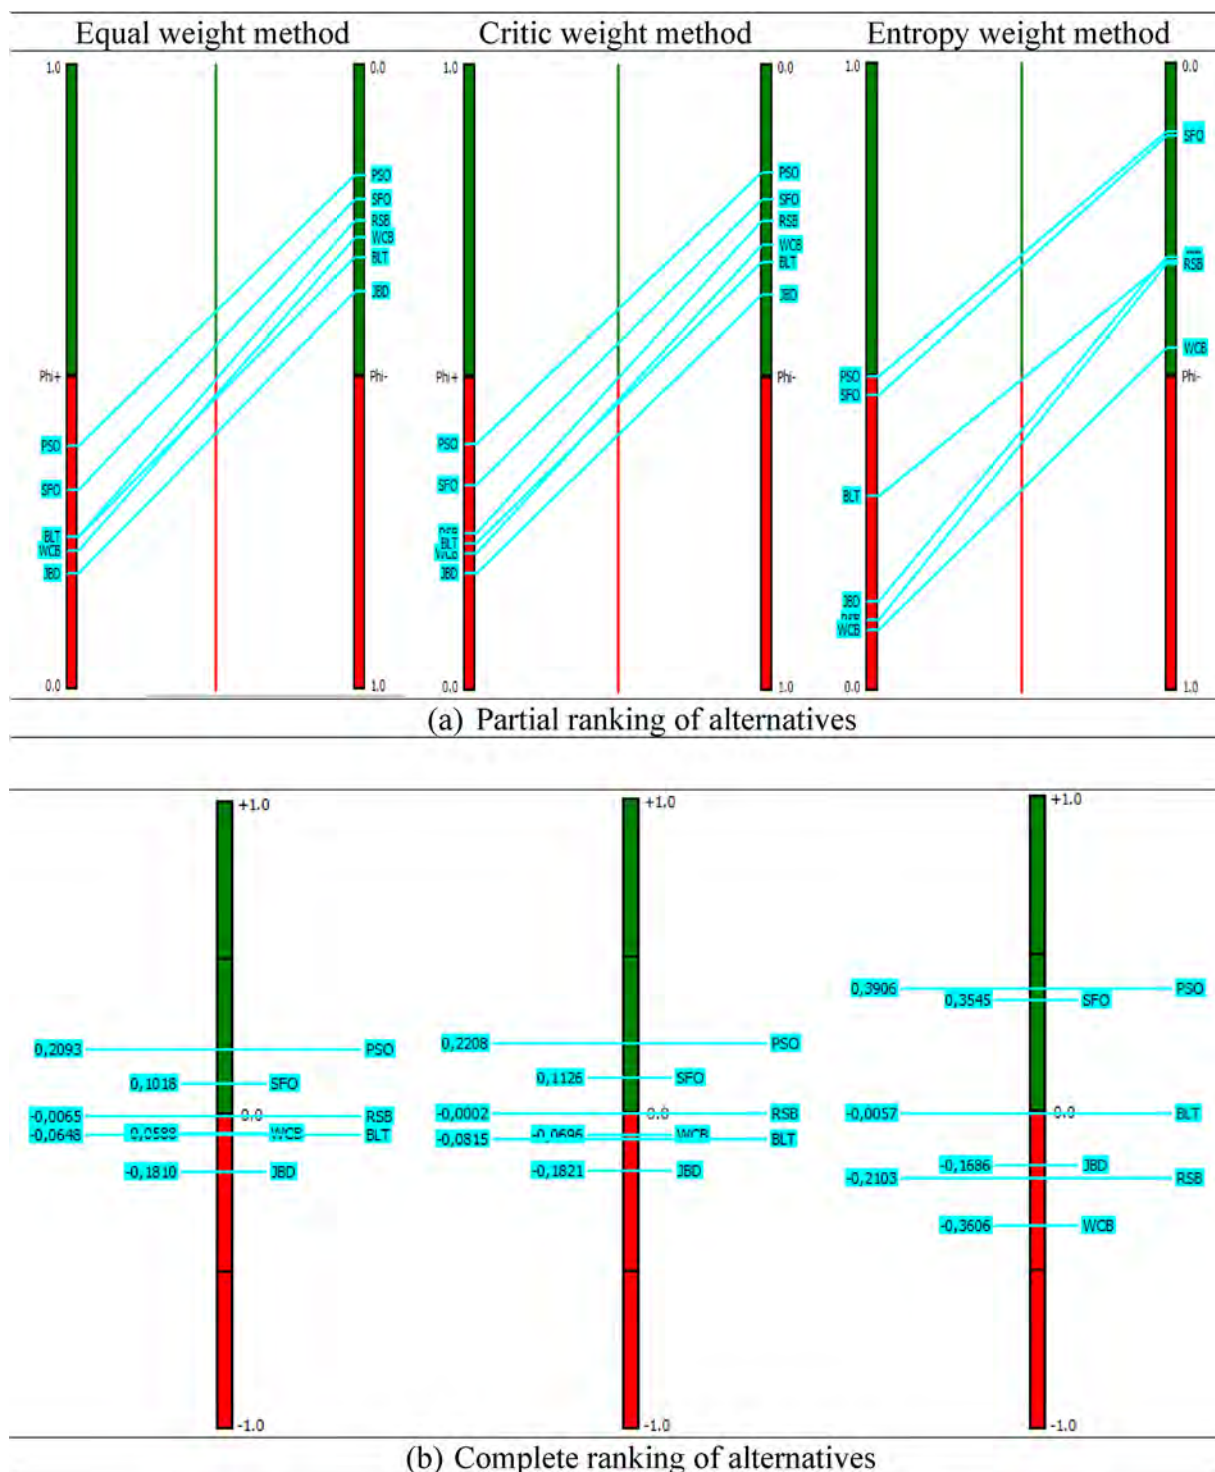 Equal weight method
Critic weight method
Entropy weight method
1.0
0.0
PSO
SFO
RSB
WCB
BLT
JBD
Phi+
Phi-
PSO
SFO
BLT
WCB
JBD
0.0
1.0
1.0
0.0
PSO
SFO
RSB
WCB
BLT
JBD
Phi+
Phi-
PSO
SFO
BLT
WCB
JBD
0.0
1.0
1.0
0.0
SFO
RSB
WCB
Phi-
PSO
SFO
BLT
JBD
WCB
0.0
1.0
(a) Partial ranking of alternatives
+1.0
0,2093 PSO
0,1018 SFO
-0,0065 0.0 RSB
-0,0588 WCB
-0,0648 BLT
-0,1810 JBD
-1.0
+1.0
0,2208 PSO
0,1126 SFO
-0,0002 0.0 RSB
-0,0696 WCB
-0,0815 BLT
-0,1821 JBD
-1.0
+1.0
0,3906 PSO
0,3545 SFO
-0,0057 0.0 BLT
-0,1686 JBD
-0,2103 RSB
-0,3606 WCB
-1.0
(b) Complete ranking of alternatives